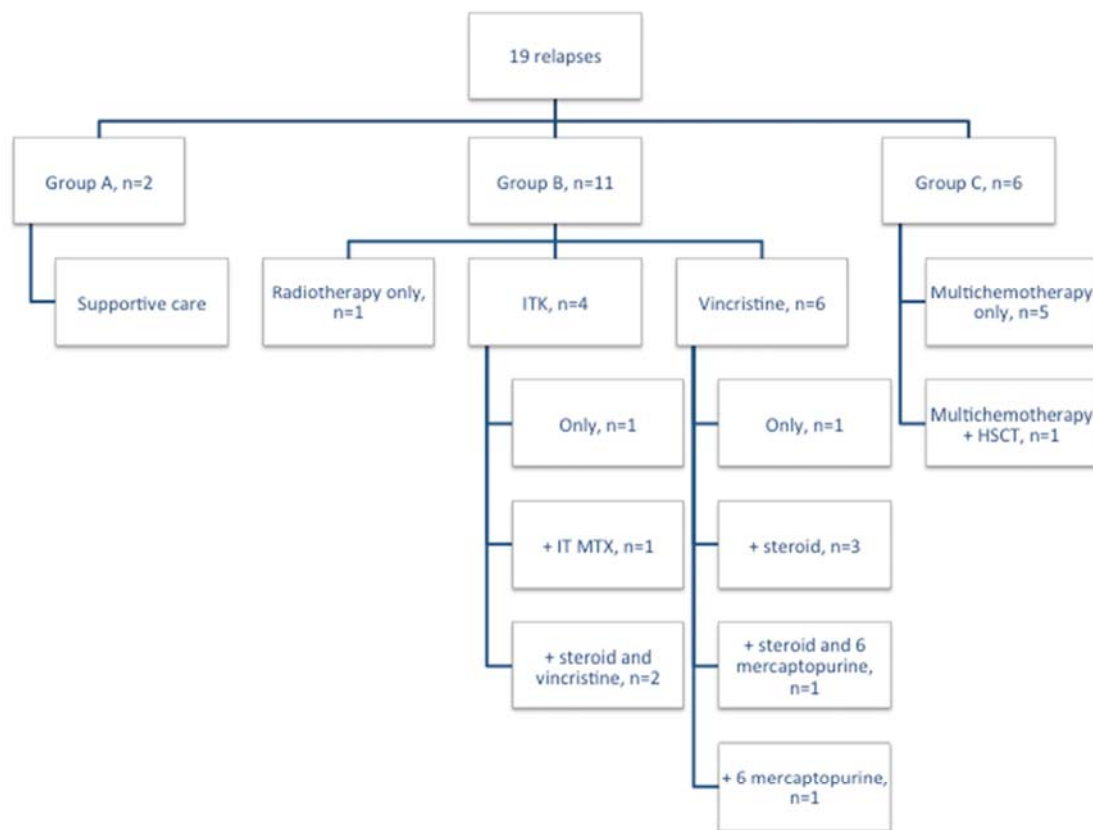 19 relapses
Group A, n=2
Group B, n=11
Group C, n=6
Supportive care
Radiotherapy only,
n=1
ITK, n=4
Vincristine, n=6
Multichemotherapy
only, n=5
Only, n=1
Only, n=1
Multichemotherapy
+ HSCT, n=1
+ IT MTX, n=1
+ steroid, n=3
+ steroid and
vincristine, n=2
+ steroid and 6
mercaptopurine,
n=1
+ 6 mercaptopurine,
n=1